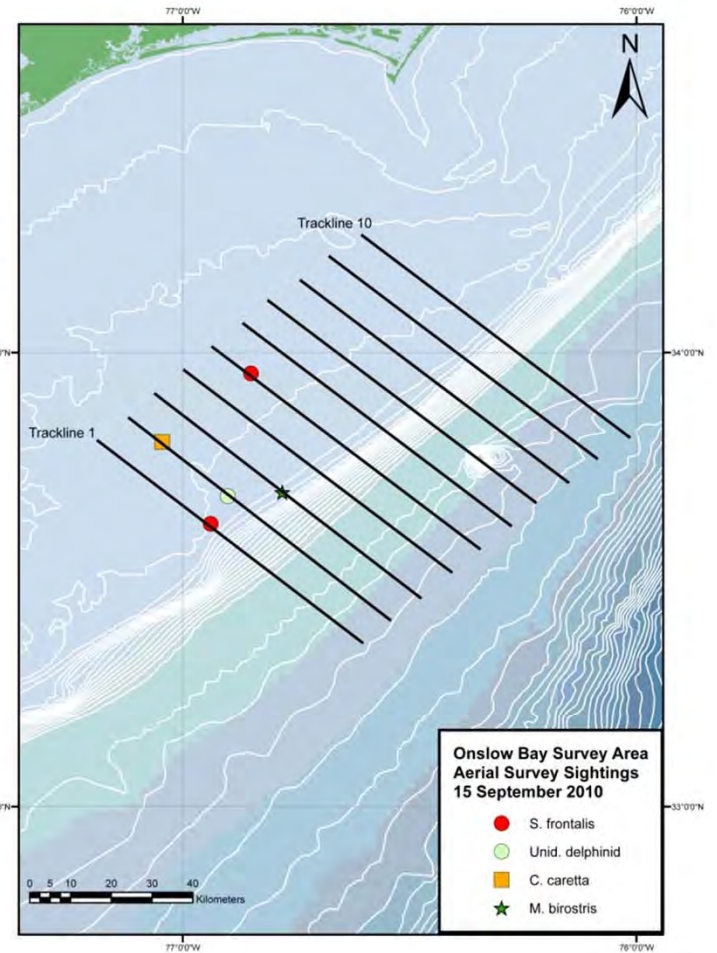 77°0'0"W 76°0'0"W
N
Trackline 10
34°0'0"N
Trackline 1
Onslow Bay Survey Area
Aerial Survey Sightings
15 September 2010
33°0'0"N
S. frontalis
Unid. delphinid
C. caretta
M. birostris
0 5 10 20 30 40
Kilometers
77°0'0"W 76°0'0"W